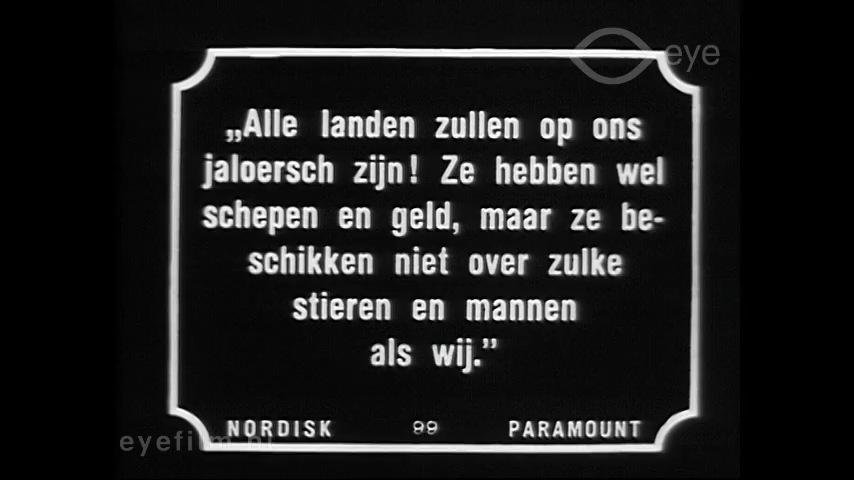 eye
„Alle landen zullen op ons
jaloersch zijn! Ze hebben wel
schepen en geld, maar ze be-
schikken niet over zulke
stieren en mannen
als wij.”
NORDISK 99 PARAMOUNT
eyefilm.nl